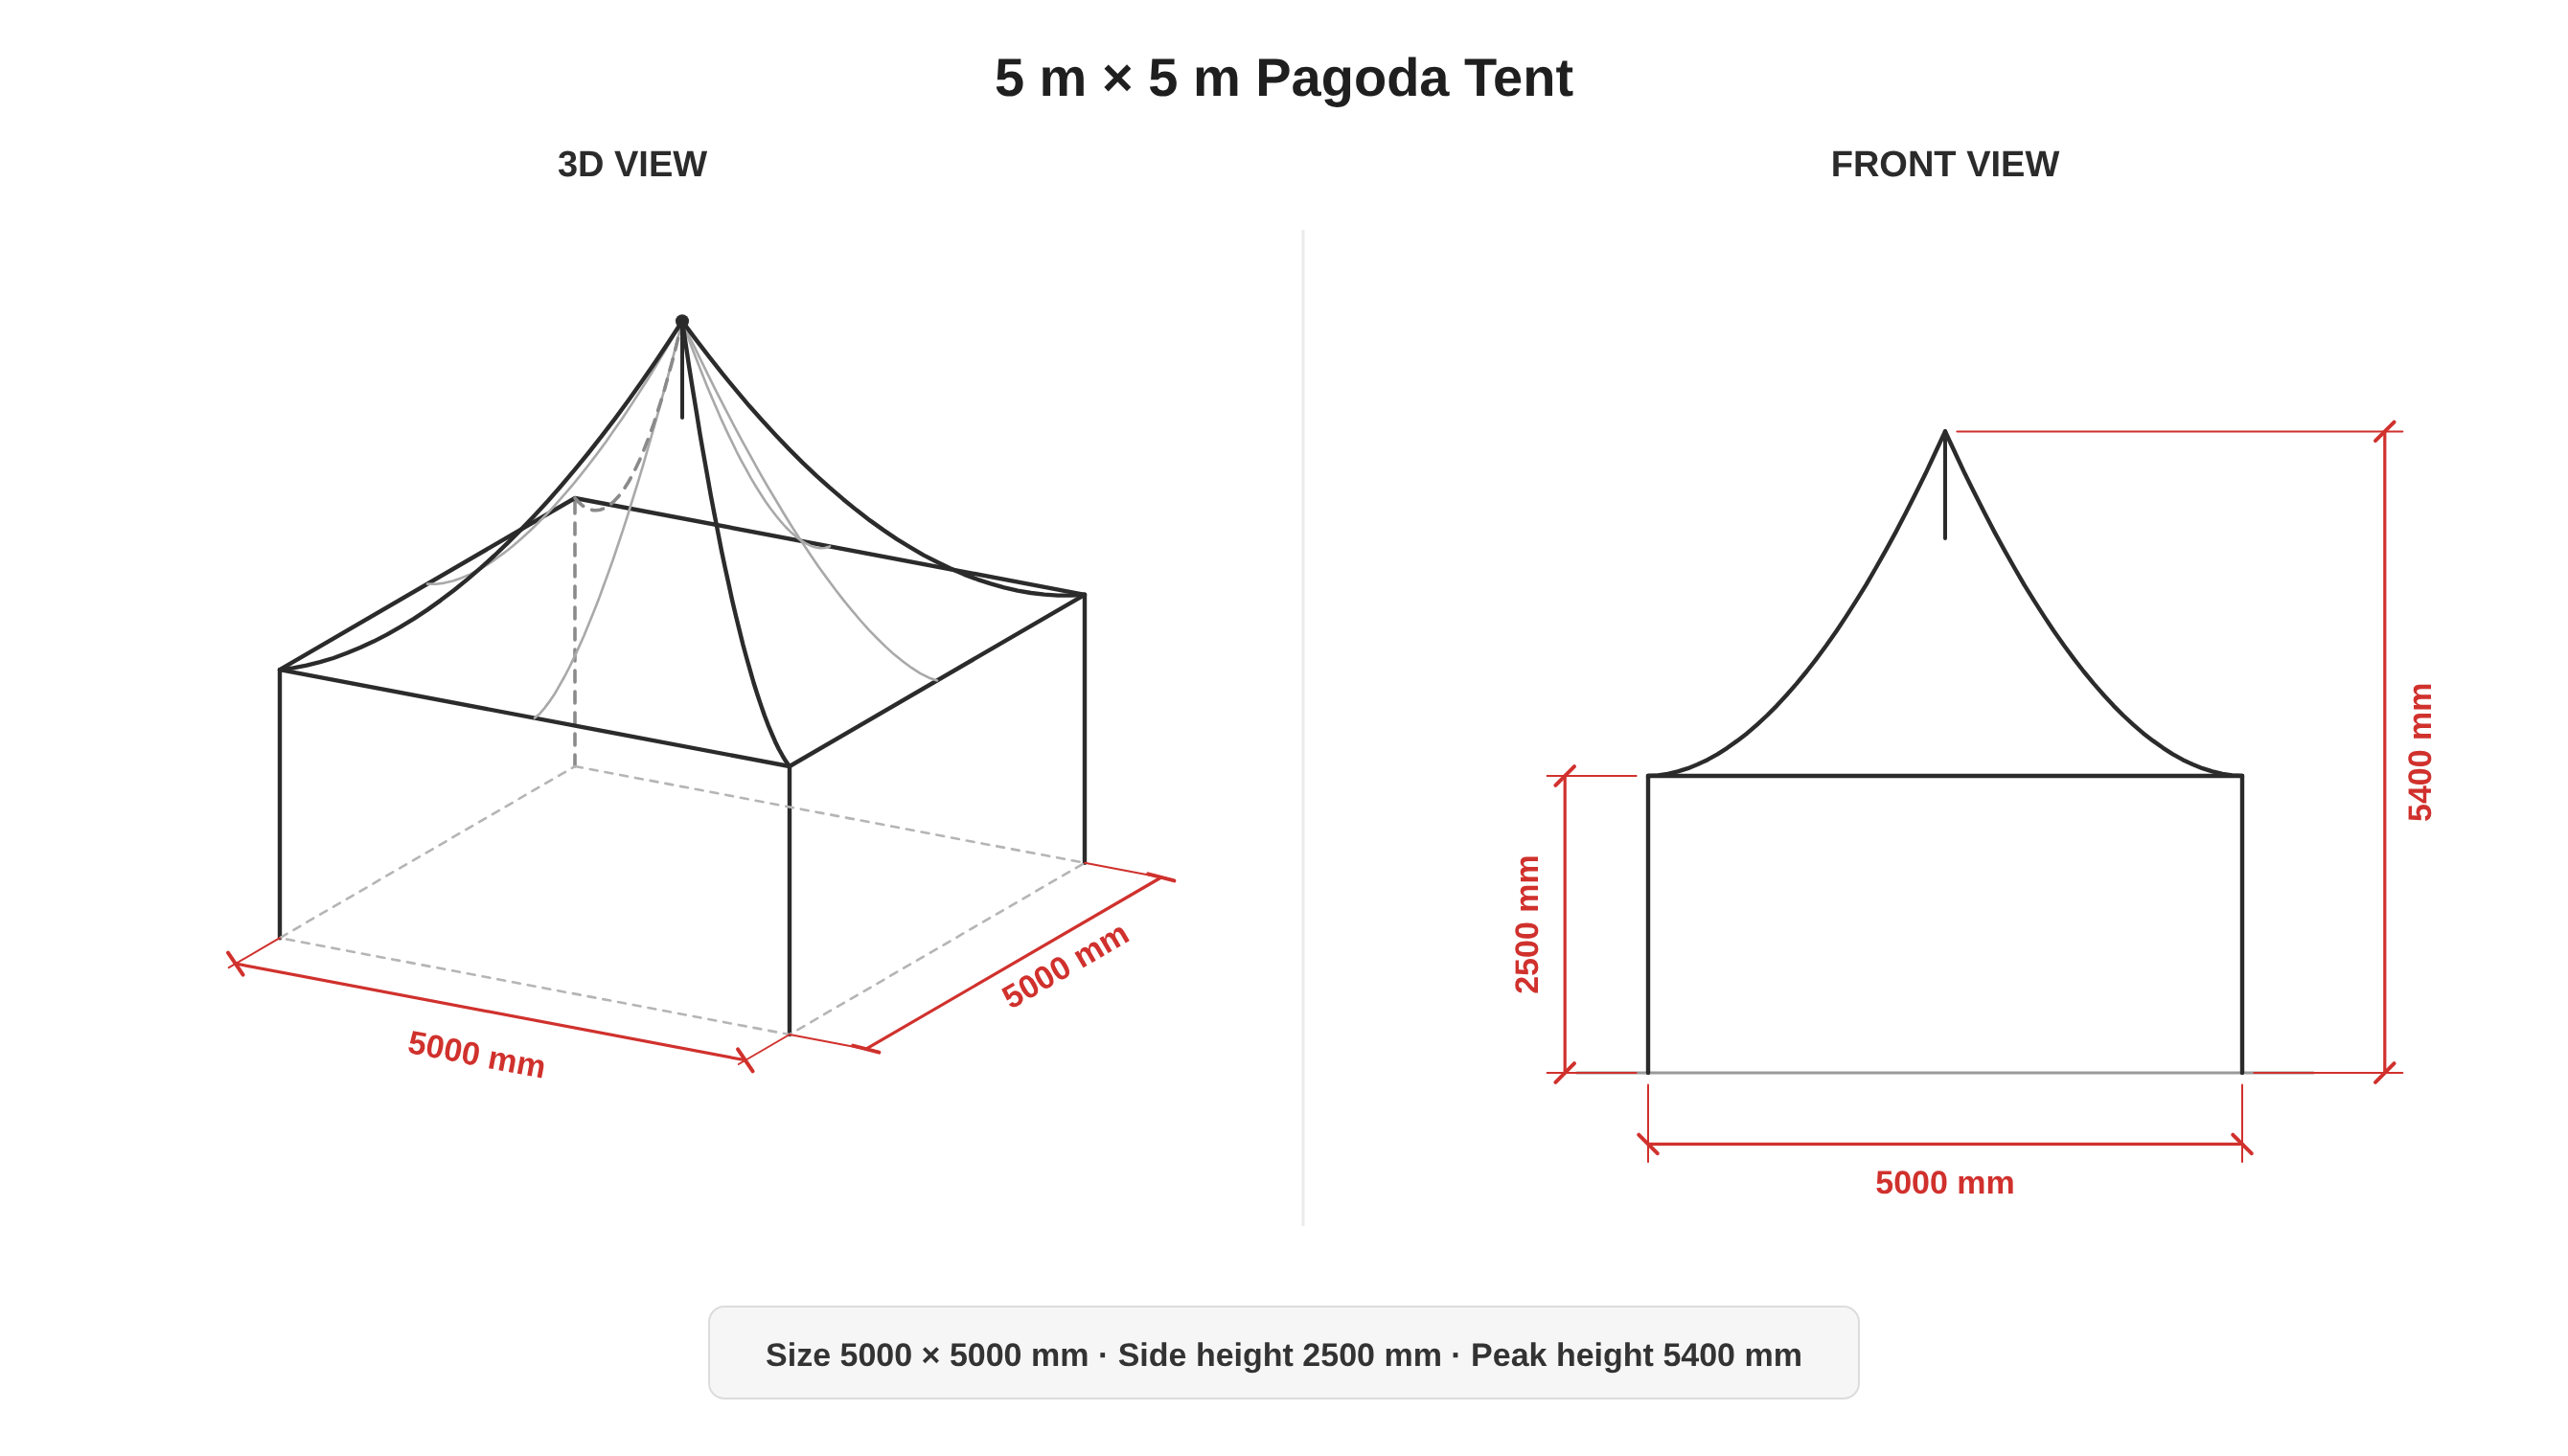 5 m × 5 m Pagoda Tent
3D VIEW
FRONT VIEW
5000 mm
5000 mm
2500 mm
5400 mm
5000 mm
Size 5000 × 5000 mm · Side height 2500 mm · Peak height 5400 mm